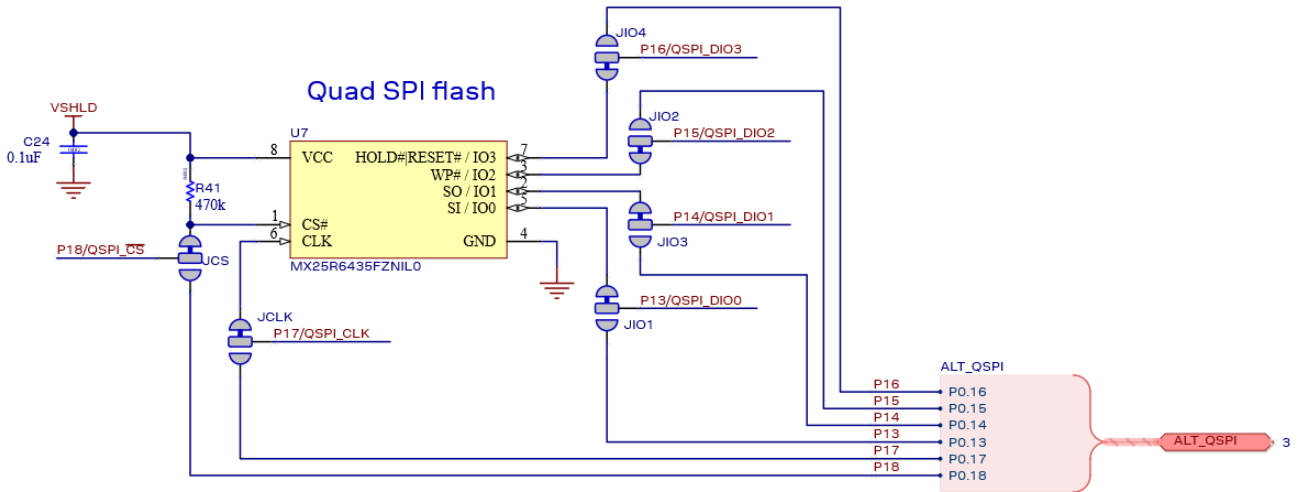 JIO4
P16/QSPI_DIO3
Quad SPI flash
VSHLD
C24
0.1uF
JIO2
P15/QSPI_DIO2
U7
8 VCC HOLD#|RESET# / IO3 7
WP# / IO2 3
SO / IO1 2
SI / IO0 5
R41
470k
1 CS#
6 CLK GND 4
MX25R6435FZNIL0
P14/QSPI_DIO1
JIO3
P18/QSPI_CS
JCS
P13/QSPI_DIO0
JIO1
JCLK
P17/QSPI_CLK
ALT_QSPI
P16 P0.16
P15 P0.15
P14 P0.14
P13 P0.13
P17 P0.17
P18 P0.18
ALT_QSPI 3